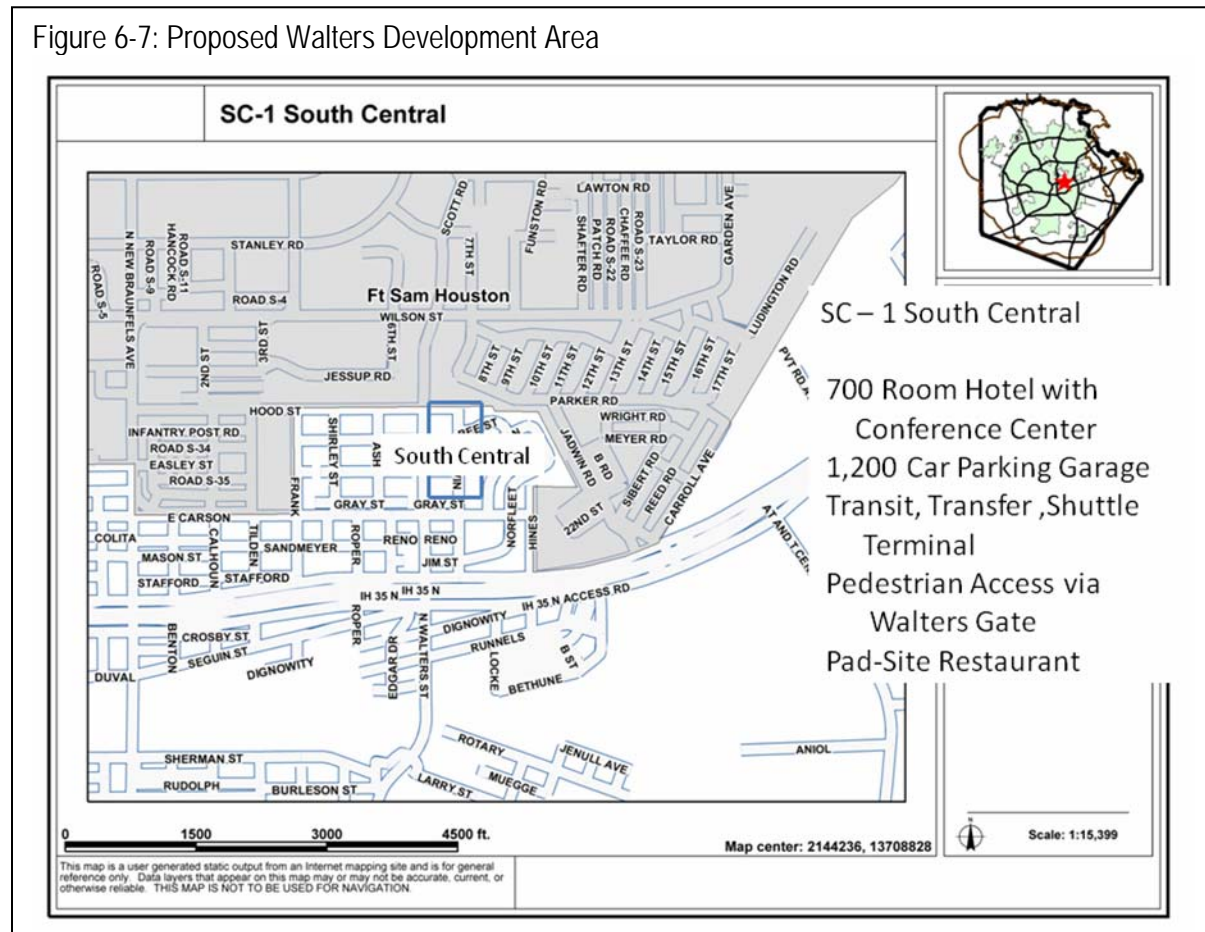 Figure 6-7: Proposed Walters Development Area
SC-1 South Central
LAWTON RD
SCOTT RD
FUNSTON RD
SHAFTER RD
PATCH RD
ROAD S-22
CHAFFEE RD
ROAD S-23
GARDEN AVE
N NEW BRAUNFELS AVE
ROAD S-9
HANCOCK RD
ROAD S-11
STANLEY RD
7TH ST
TAYLOR RD
ROAD S-5
ROAD S-4
LUDINGTON RD
Ft Sam Houston
WILSON ST
SC – 1 South Central
2ND ST
3RD ST
6TH ST
8TH ST
9TH ST
10TH ST
11TH ST
12TH ST
13TH ST
14TH ST
15TH ST
16TH ST
17TH ST
PVT RD
JESSUP RD
700 Room Hotel with
Conference Center
1,200 Car Parking Garage
Transit, Transfer ,Shuttle
Terminal
Pedestrian Access via
Walters Gate
Pad-Site Restaurant
PARKER RD
HOOD ST
WRIGHT RD
INFANTRY POST RD
SHIRLEY ST
MEYER RD
ROAD S-34
ASH
South Central
JADWIN RD
B RD
EASLEY ST
SIBERT RD
REED RD
CARROLL AVE
ROAD S-35
FRANK
GRAY ST
GRAY ST
NORFLEET
HINES
22ND ST
E CARSON
COLITA
CALHOUN
TILDEN
SANDMEYER
ROPER
RENO
RENO
MASON ST
JIM ST
STAFFORD
STAFFORD
AT AND T CEN
IH 35 N
IH 35 N
IH 35 N ACCESS RD
BENTON
CROSBY ST
SEGUIN ST
ROPER
N WALTERS ST
DIGNOWITY
RUNNELS
DUVAL
DIGNOWITY
EDGAR DR
LOCKE
B ST
BETHUNE
ROTARY
JENULL AVE
ANIOL
SHERMAN ST
MUEGGE
RUDOLPH
BURLESON ST
LARRY ST
0 1500 3000 4500 ft.
Map center: 2144236, 13708828
N
Scale: 1:15,399
This map is a user generated static output from an Internet mapping site and is for general
reference only. Data layers that appear on this map may or may not be accurate, current, or
otherwise reliable. THIS MAP IS NOT TO BE USED FOR NAVIGATION.